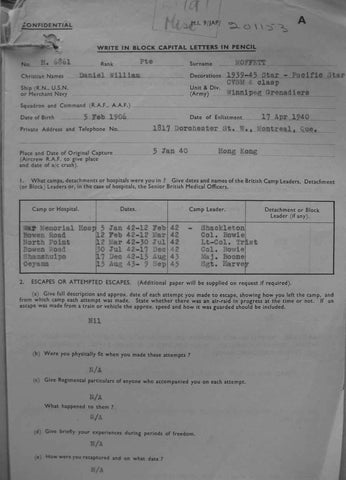 CONFIDENTIAL
M.I. 9/JAP/
Misc
A
WRITE IN BLOCK CAPITAL LETTERS IN PENCIL
No. H. 6861 Rank Pte Surname MOFFETT
Christian Names Daniel William Decorations 1939-45 Star - Pacific Star
CVSM & clasp
Ship (R.N., U.S.N. or Merchant Navy Unit & Div. (Army) Winnipeg Grenadiers
Squadron and Command (R.A.F., A.A.F.)
Date of Birth 5 Feb 1906 Date of Enlistment 17 Apr 1940
Private Address and Telephone No. 1817 Dorchester St. W., Montreal, Que.
Place and Date of Original Capture 5 Jan 40 Hong Kong
(Aircrew R.A.F. to give place
and date of a/c crash).
1. What camps, detachments or hospitals were you in ? Give dates and names of the British Camp Leaders. Detachment
(or Block) Leaders or, in the case of hospitals, the Senior British Medical Officers.
Camp or Hospital. Dates. Camp Leader. Detachment or Block Leader (if any).
War Memorial Hosp 5 Jan 42-12 Feb 42 - Shackleton
Bowen Road 12 Feb 42-12 Mar 42 Col. Bowie
North Point 12 Mar 42-30 Jul 42 Lt-Col. Trist
Bowen Road 30 Jul 42-17 Dec 42 Col. Bowie
Shamshuipo 17 Dec 42-15 Aug 43 Maj. Boone
Oeyama 15 Aug 43- 9 Sep 45 Sgt. Harvey
2. ESCAPES OR ATTEMPTED ESCAPES. (Additional paper will be supplied on request if required).
(a) Give full description and approx. date of each attempt you made to escape, showing how you left the camp, and
from which camp each attempt was made. State whether there was an air-raid in progress at the time or not. If an
escape was made from a train or vehicle the approx. speed and how it was guarded should be included.
Nil
(b) Were you physically fit when you made these attempts ?
N/A
(c) Give Regimental particulars of anyone who accompanied you on each attempt.
N/A
What happened to them ?
N/A
(d) Give briefly your experiences during periods of freedom.
N/A
(e) How were you recaptured and on what date ?
N/A